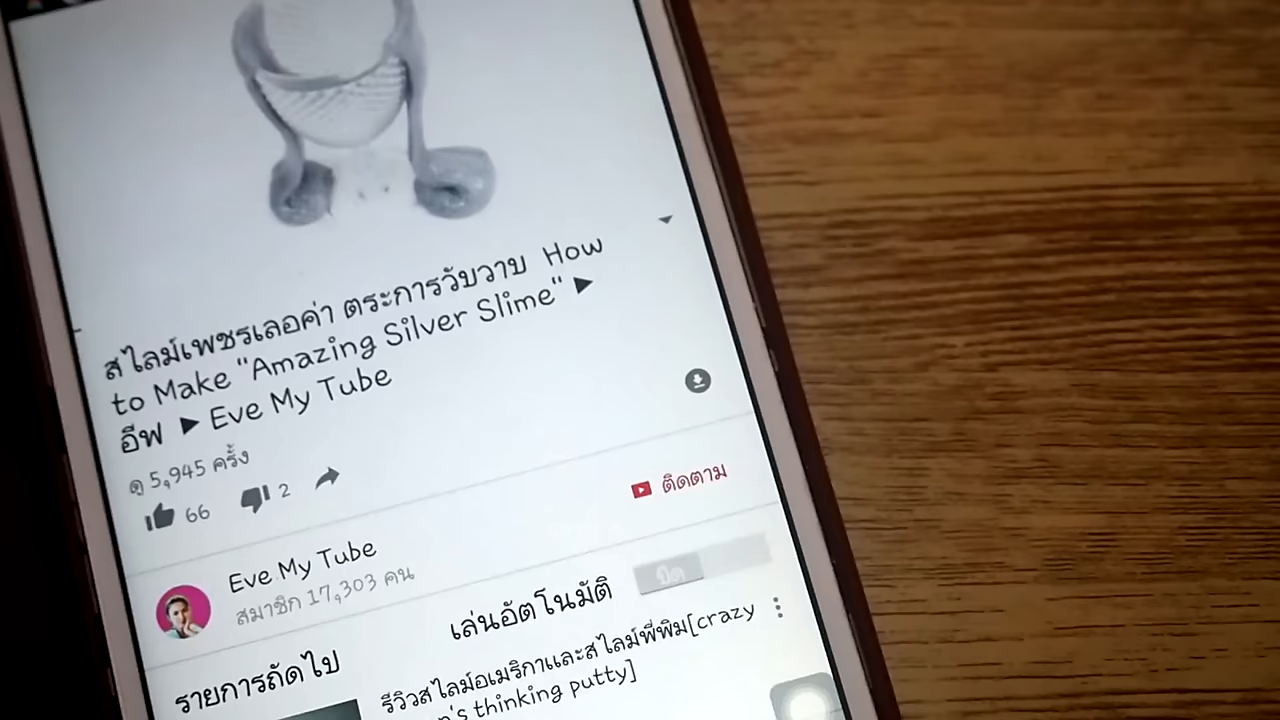 สไลม์เพชรเลอค่า ตระการวับวาบ How
to Make "Amazing Silver Slime" ►
อีฟ ► Eve My Tube
ดู 5,945 ครั้ง
66 2
ติดตาม
Eve My Tube
สมาชิก 17,303 คน
เล่นอัตโนมัติ ปิด
รายการถัดไป
รีวิวสไลม์อเมริกาและสไลม์พี่พิม[crazy
thinking putty]